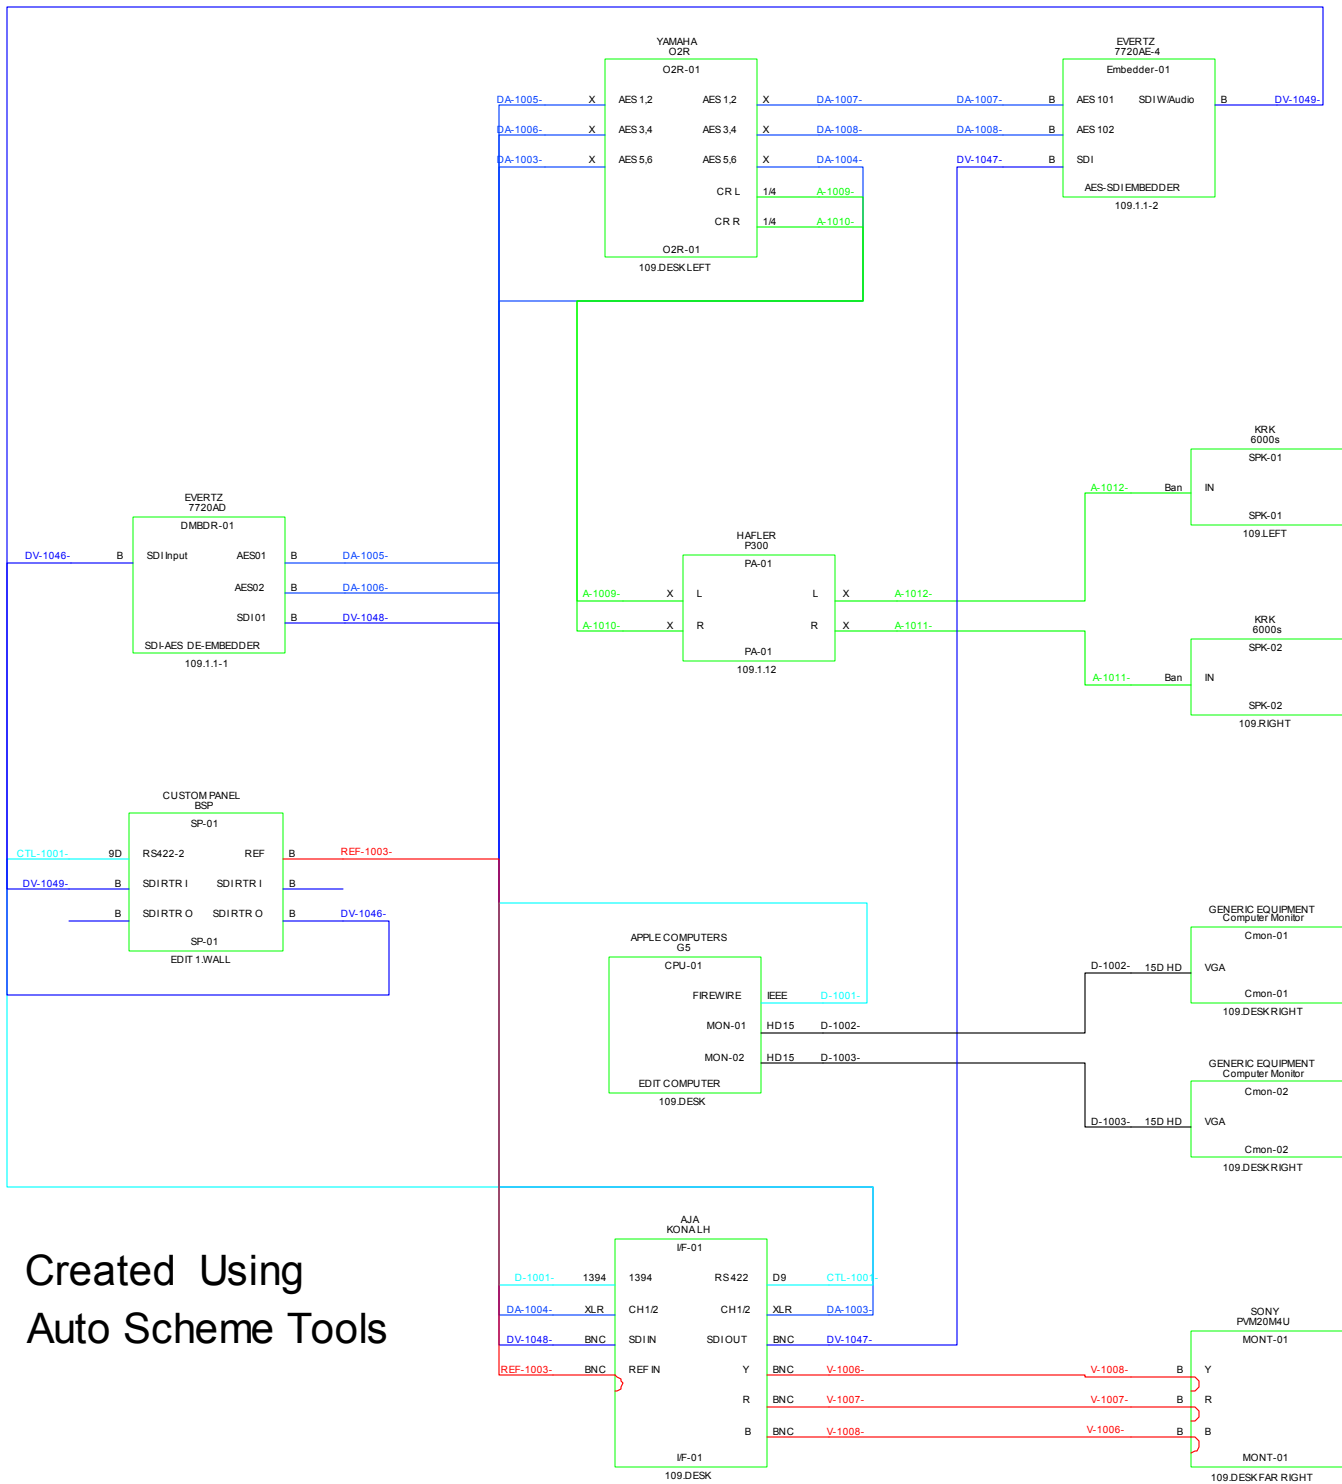 YAMAHA
O2R
O2R-01
DA-1005- X AES 1,2 AES 1,2 X DA-1007-
DA-1006- X AES 3,4 AES 3,4 X DA-1008-
DA-1003- X AES 5,6 AES 5,6 X DA-1004-
CR L 1/4 A-1009-
CR R 1/4 A-1010-
O2R-01
109.DESK LEFT
EVERTZ
7720AE-4
Embedder-01
DA-1007- B AES 101 SDI W/Audio B DV-1049-
DA-1008- B AES 102
DV-1047- B SDI
AES-SDI EMBEDDER
109.1.1-2
KRK
6000s
SPK-01
A-1012- Ban IN
SPK-01
109.LEFT
EVERTZ
7720AD
DMBDR-01
DV-1046- B SDI Input AES01 B DA-1005-
AES02 B DA-1006-
SDI 01 B DV-1048-
SDI-AES DE-EMBEDDER
109.1.1-1
HAFLER
P300
PA-01
A-1009- X L L X A-1012-
A-1010- X R R X A-1011-
PA-01
109.1.12
KRK
6000s
SPK-02
A-1011- Ban IN
SPK-02
109.RIGHT
CUSTOM PANEL
BSP
SP-01
CTL-1001- 9D RS422-2 REF B REF-1003-
DV-1049- B SDI RTR I SDI RTR I B
B SDI RTR O SDI RTR O B DV-1046-
SP-01
EDIT 1.WALL
APPLE COMPUTERS
G5
CPU-01
FIREWIRE IEEE D-1001-
MON-01 HD15 D-1002-
MON-02 HD15 D-1003-
EDIT COMPUTER
109.DESK
GENERIC EQUIPMENT
Computer Monitor
Cmon-01
D-1002- 15D HD VGA
Cmon-01
109.DESK RIGHT
GENERIC EQUIPMENT
Computer Monitor
Cmon-02
D-1003- 15D HD VGA
Cmon-02
109.DESK RIGHT
Created Using
Auto Scheme Tools
AJA
KONA LH
I/F-01
D-1001- 1394 1394 RS422 D9 CTL-1001-
DA-1004- XLR CH1/2 CH1/2 XLR DA-1003-
DV-1048- BNC SDI IN SDI OUT BNC DV-1047-
REF-1003- BNC REF IN Y BNC V-1006-
R BNC V-1007-
B BNC V-1008-
I/F-01
109.DESK
SONY
PVM20M4U
MONT-01
V-1008- B Y
V-1007- B R
V-1006- B B
MONT-01
109.DESK FAR RIGHT